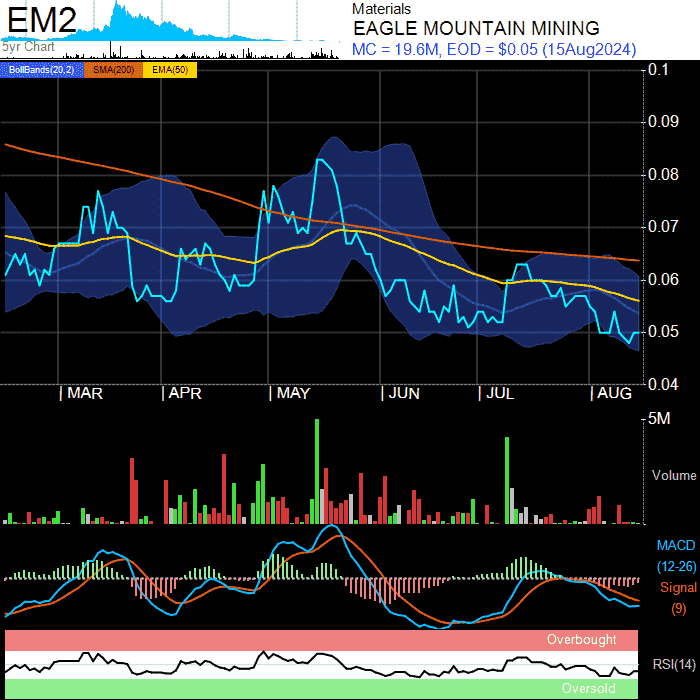 EM2
5yr Chart
Materials
EAGLE MOUNTAIN MINING
MC = 19.6M, EOD = $0.05 (15Aug2024)
BollBands(20,2) SMA(200) EMA(50)
0.1
0.09
0.08
0.07
0.06
0.05
0.04
MAR APR MAY JUN JUL AUG
5M
Volume
MACD
(12-26)
Signal
(9)
Overbought
RSI(14)
Oversold